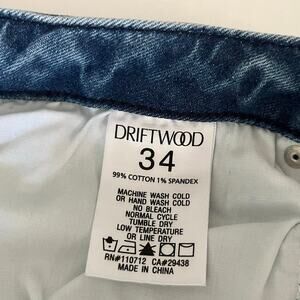 DRIFTWOOD
34
99% COTTON 1% SPANDEX
MACHINE WASH COLD
OR HAND WASH COLD
NO BLEACH
NORMAL CYCLE
TUMBLE DRY
LOW TEMPERATURE
OR LINE DRY
RN#110712 CA#29438
MADE IN CHINA